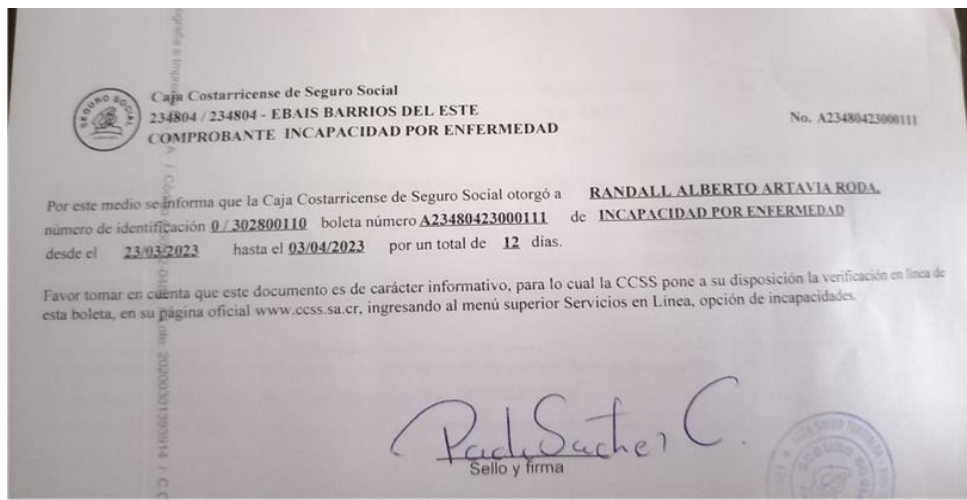 Caja Costarricense de Seguro Social
234804 / 234804 - EBAIS BARRIOS DEL ESTE
COMPROBANTE INCAPACIDAD POR ENFERMEDAD
No. A23480423000111
SEGURO SOCIAL
Por este medio se informa que la Caja Costarricense de Seguro Social otorgó a RANDALL ALBERTO ARTAVIA RODA,
número de identificación 0 / 302800110 boleta número A23480423000111 de INCAPACIDAD POR ENFERMEDAD
desde el 23/03/2023 hasta el 03/04/2023 por un total de 12 días.
Favor tomar en cuenta que este documento es de carácter informativo, para lo cual la CCSS pone a su disposición la verificación en línea de
esta boleta, en su página oficial www.ccss.sa.cr, ingresando al menú superior Servicios en Línea, opción de incapacidades.
Sello y firma
SEGURO SOCIAL